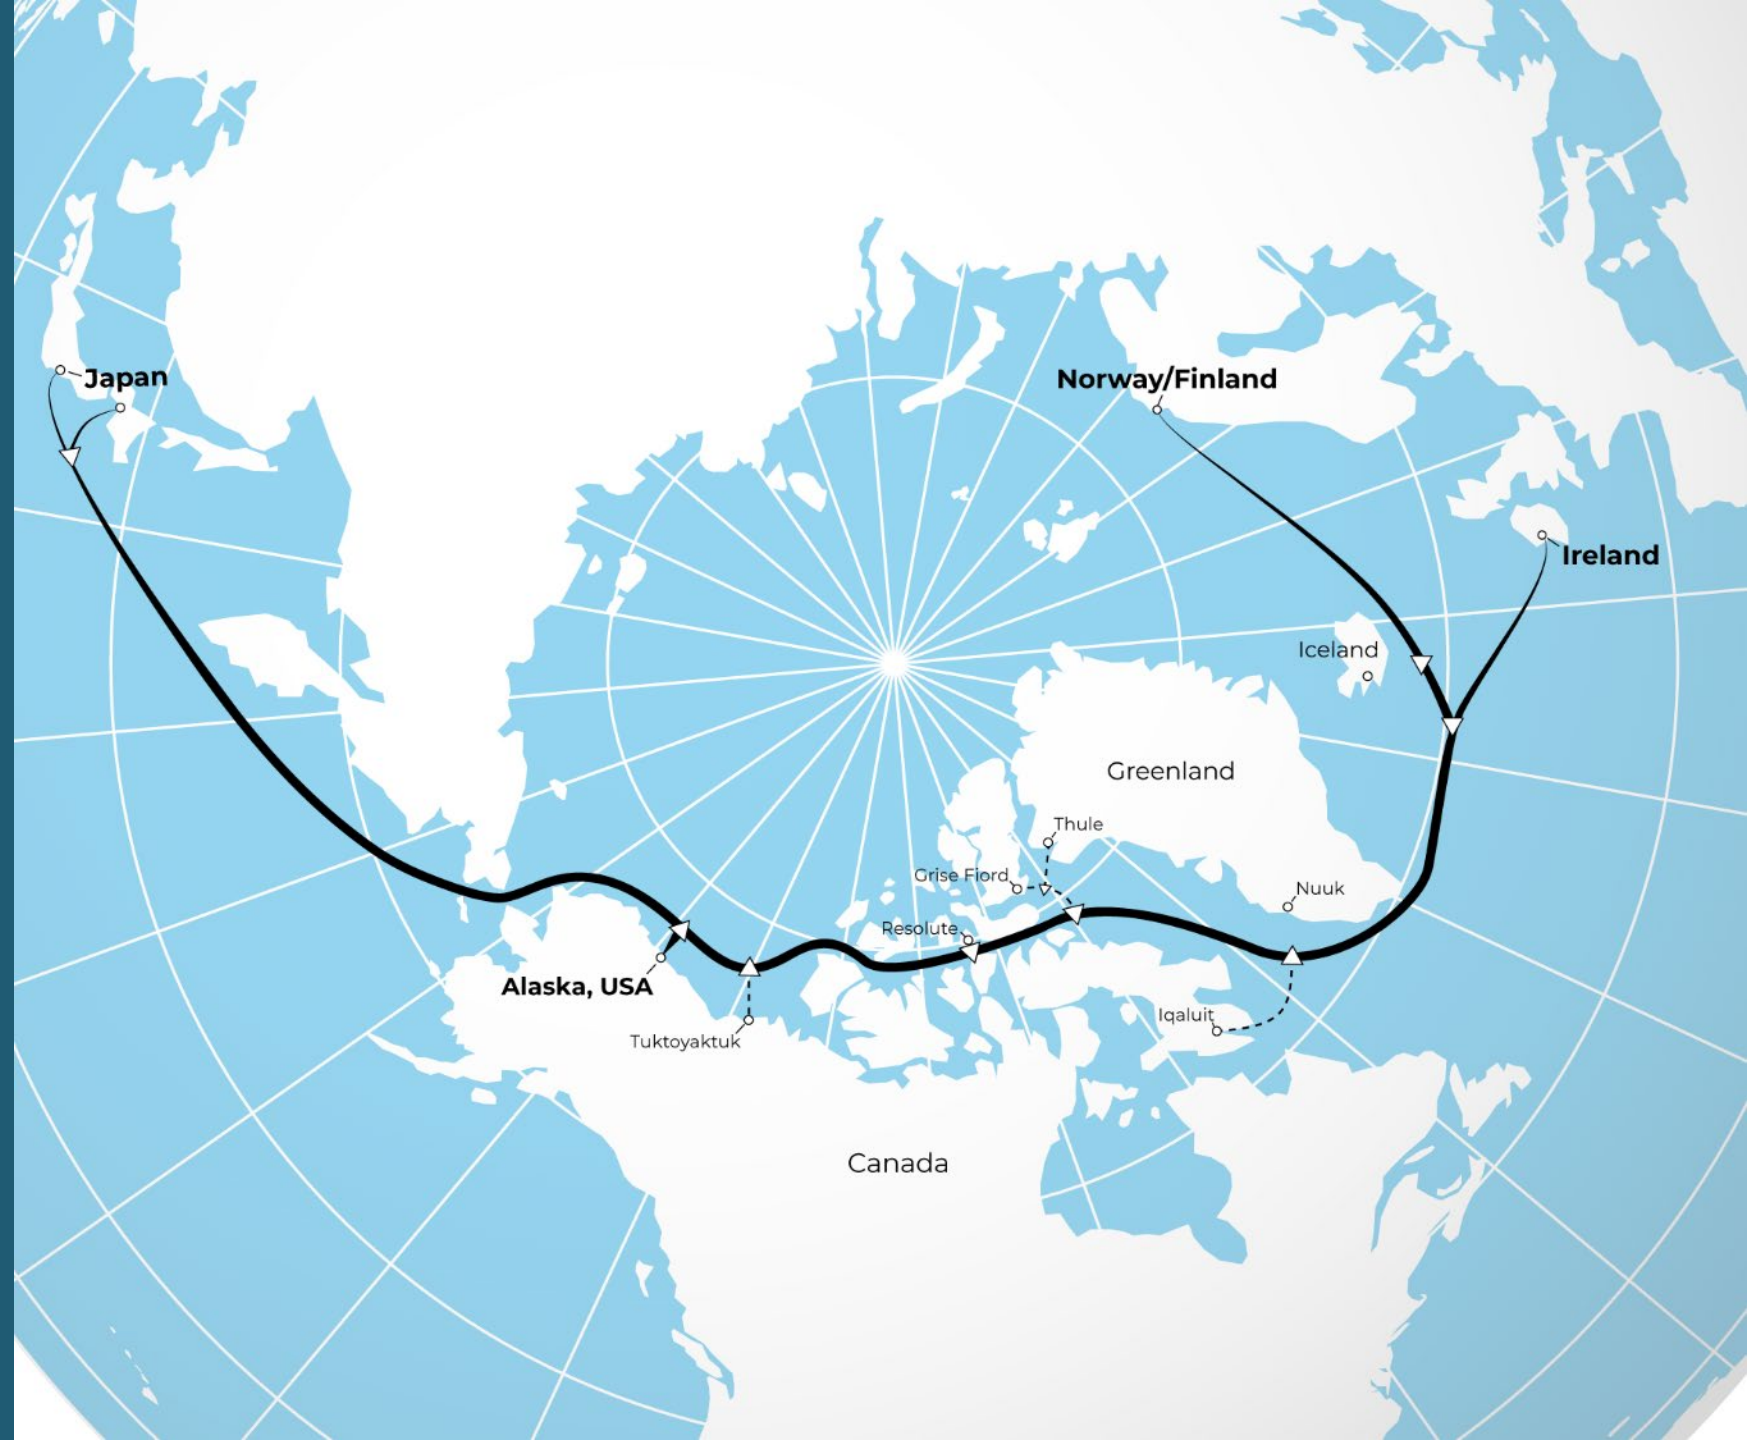 Japan
Norway/Finland
Ireland
Iceland
Greenland
Thule
Grise Fiord
Nuuk
Resolute
Alaska, USA
Iqaluit
Tuktoyaktuk
Canada